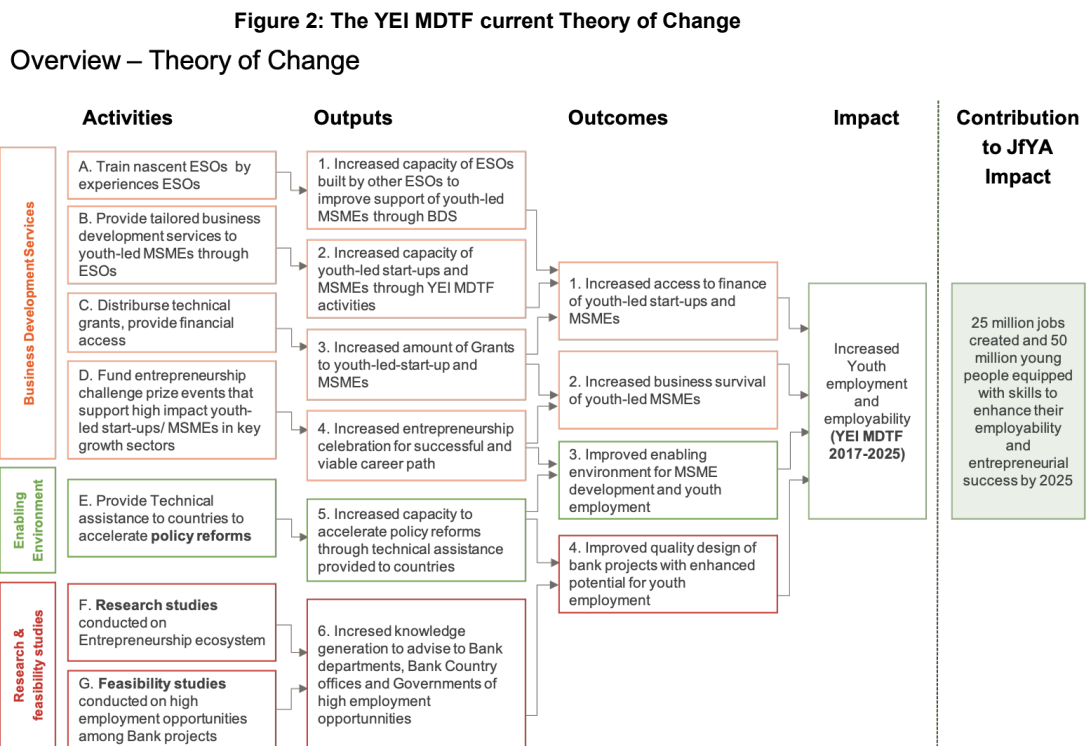 Figure 2: The YEI MDTF current Theory of Change
Overview – Theory of Change
Activities
Outputs
Outcomes
Impact
Contribution
to JfYA
Impact
Business Development Services
A. Train nascent ESOs by
experiences ESOs
B. Provide tailored business
development services to
youth-led MSMEs through
ESOs
C. Distriburse technical
grants, provide financial
access
D. Fund entrepreneurship
challenge prize events that
support high impact youth-
led start-ups/ MSMEs in key
growth sectors
Enabling
Environment
E. Provide Technical
assistance to countries to
accelerate policy reforms
Research &
feasibility studies
F. Research studies
conducted on
Entrepreneurship ecosystem
G. Feasibility studies
conducted on high
employment opportunities
among Bank projects
1. Increased capacity of ESOs
built by other ESOs to
improve support of youth-led
MSMEs through BDS
2. Increased capacity of
youth-led start-ups and
MSMEs through YEI MDTF
activities
3. Increased amount of Grants
to youth-led-start-up and
MSMEs
4. Increased entrepreneurship
celebration for successful and
viable career path
5. Increased capacity to
accelerate policy reforms
through technical assistance
provided to countries
6. Incresed knowledge
generation to advise to Bank
departments, Bank Country
offices and Governments of
high employment
opportunnities
1. Increased access to finance
of youth-led start-ups and
MSMEs
2. Increased business survival
of youth-led MSMEs
3. Improved enabling
environment for MSME
development and youth
employment
4. Improved quality design of
bank projects with enhanced
potential for youth
employment
Increased
Youth
employment
and
employability
(YEI MDTF
2017-2025)
25 million jobs
created and 50
million young
people equipped
with skills to
enhance their
employability
and
entrepreneurial
success by 2025